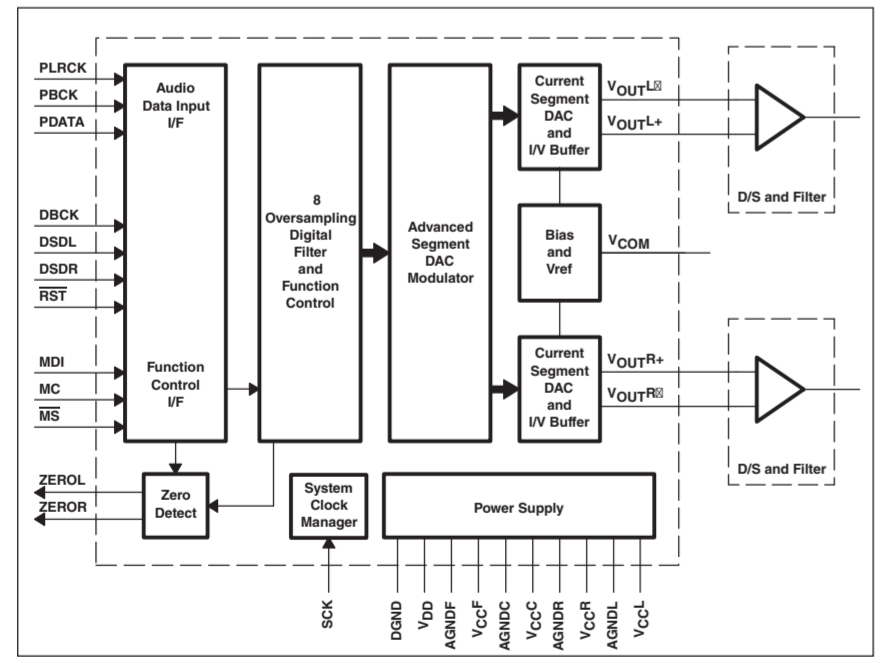 PLRCK
PBCK
PDATA
DBCK
DSDL
DSDR
RST
MDI
MC
MS
ZEROL
ZEROR
Audio
Data Input
I/F
Function
Control
I/F
8
Oversampling
Digital
Filter
and
Function
Control
Advanced
Segment
DAC
Modulator
Current
Segment
DAC
and
I/V Buffer
Bias
and
Vref
Current
Segment
DAC
and
I/V Buffer
VOUTL▯
VOUTL+
VCOM
VOUTR+
VOUTR▯
D/S and Filter
D/S and Filter
Zero
Detect
System
Clock
Manager
Power Supply
SCK
DGND
VDD
AGNDF
VCCF
AGNDC
VCCC
AGNDR
VCCR
AGNDL
VCCL